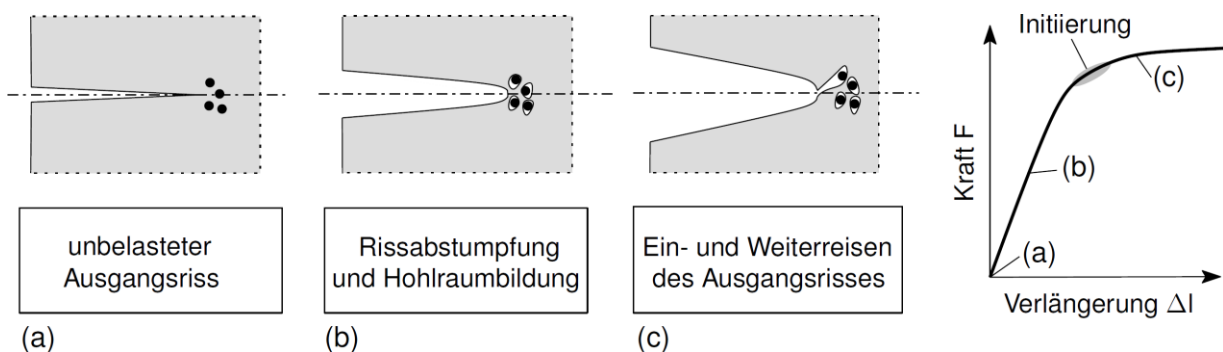 unbelasteter
Ausgangsriss
(a)
Rissabstumpfung
und Hohlraumbildung
(b)
Ein- und Weiterreisen
des Ausgangsrisses
(c)
Initiierung
(c)
(b)
(a)
Kraft F
Verlängerung Δl